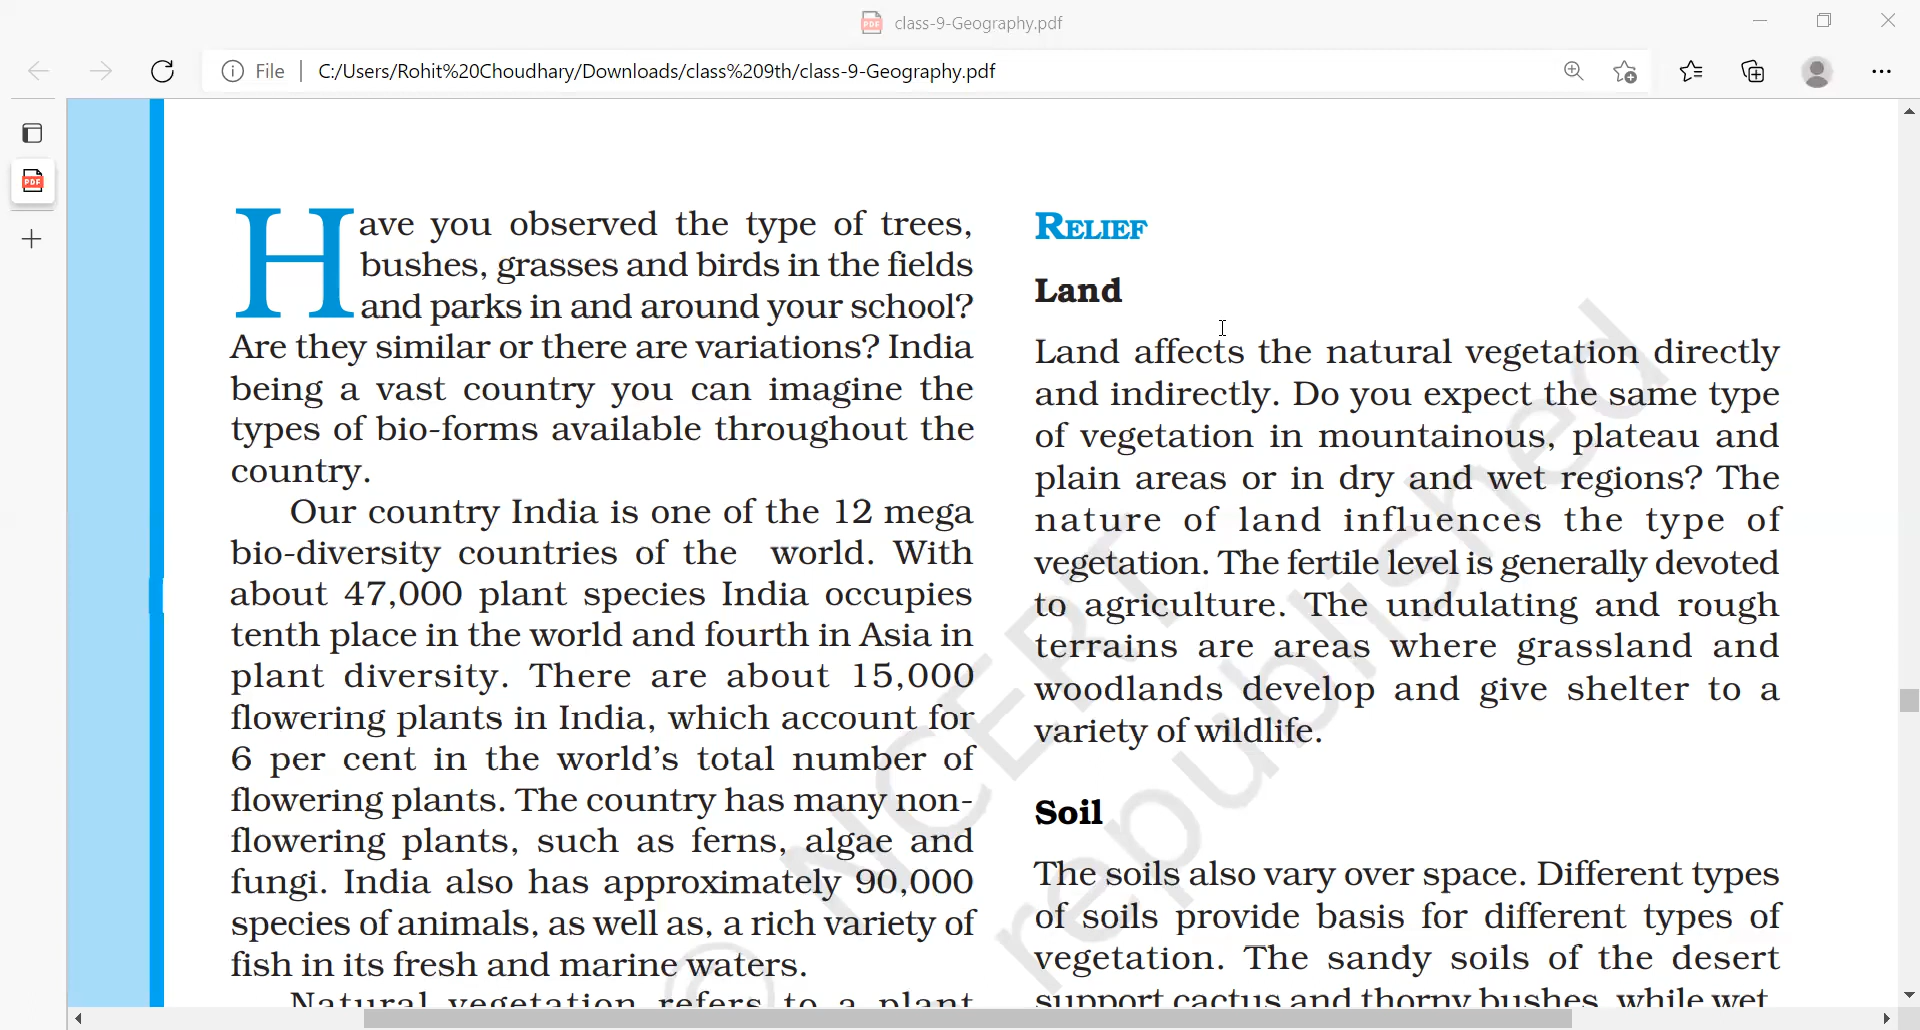 class-9-Geography.pdf
File
C:/Users/Rohit%20Choudhary/Downloads/class%209th/class-9-Geography.pdf
Have you observed the type of trees,
bushes, grasses and birds in the fields
and parks in and around your school?
Are they similar or there are variations? India
being a vast country you can imagine the
types of bio-forms available throughout the
country.
Our country India is one of the 12 mega
bio-diversity countries of the world. With
about 47,000 plant species India occupies
tenth place in the world and fourth in Asia in
plant diversity. There are about 15,000
flowering plants in India, which account for
6 per cent in the world’s total number of
flowering plants. The country has many non-
flowering plants, such as ferns, algae and
fungi. India also has approximately 90,000
species of animals, as well as, a rich variety of
fish in its fresh and marine waters.
Natural vegetation refers to a plant
RELIEF
Land
Land affects the natural vegetation directly
and indirectly. Do you expect the same type
of vegetation in mountainous, plateau and
plain areas or in dry and wet regions? The
nature of land influences the type of
vegetation. The fertile level is generally devoted
to agriculture. The undulating and rough
terrains are areas where grassland and
woodlands develop and give shelter to a
variety of wildlife.
Soil
The soils also vary over space. Different types
of soils provide basis for different types of
vegetation. The sandy soils of the desert
support cactus and thorny bushes, while wet,
© NCERT
republished